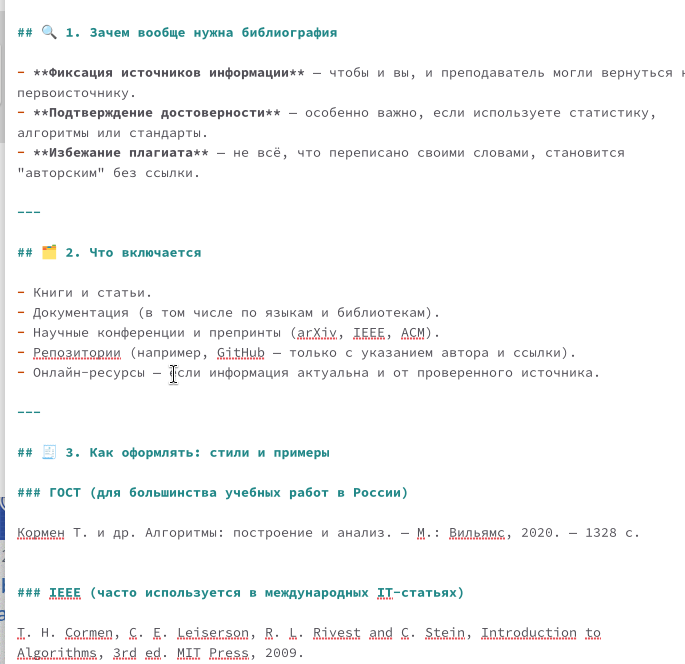 ## 🔍 1. Зачем вообще нужна библиография
- **Фиксация источников информации** — чтобы и вы, и преподаватель могли вернуться
первоисточнику.
- **Подтверждение достоверности** — особенно важно, если используете статистику,
алгоритмы или стандарты.
- **Избежание плагиата** — не всё, что переписано своими словами, становится
"авторским" без ссылки.
---
## 🗂️ 2. Что включается
- Книги и статьи.
- Документация (в том числе по языкам и библиотекам).
- Научные конференции и препринты (arXiv, IEEE, ACM).
- Репозитории (например, GitHub — только с указанием автора и ссылки).
- Онлайн-ресурсы — если информация актуальна и от проверенного источника.
---
## 🧾 3. Как оформлять: стили и примеры
### ГОСТ (для большинства учебных работ в России)
Кормен Т. и др. Алгоритмы: построение и анализ. — М.: Вильямс, 2020. — 1328 с.
### IEEE (часто используется в международных IT-статьях)
T. H. Cormen, C. E. Leiserson, R. L. Rivest and C. Stein, Introduction to
Algorithms, 3rd ed. MIT Press, 2009.